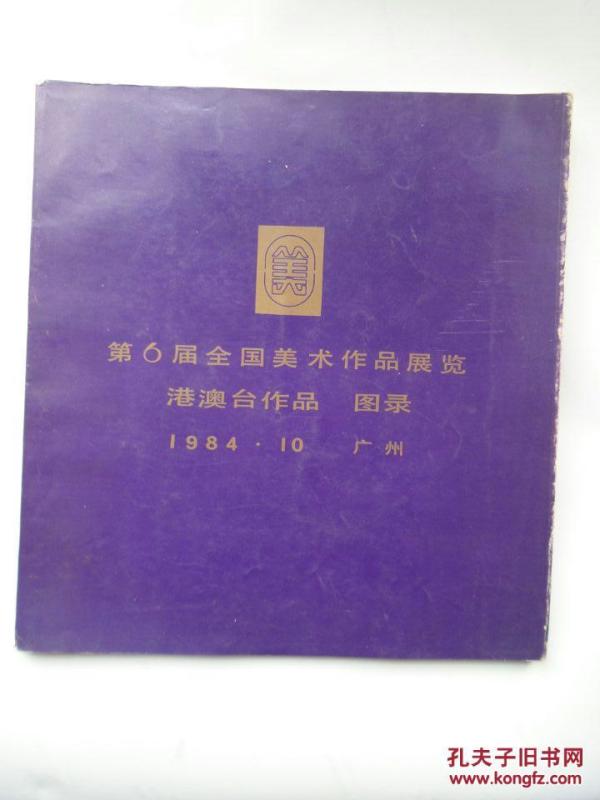 美
第6届全国美术作品展览
港澳台作品 图录
1984·10 广州
孔夫子旧书网
www.kongfz.com